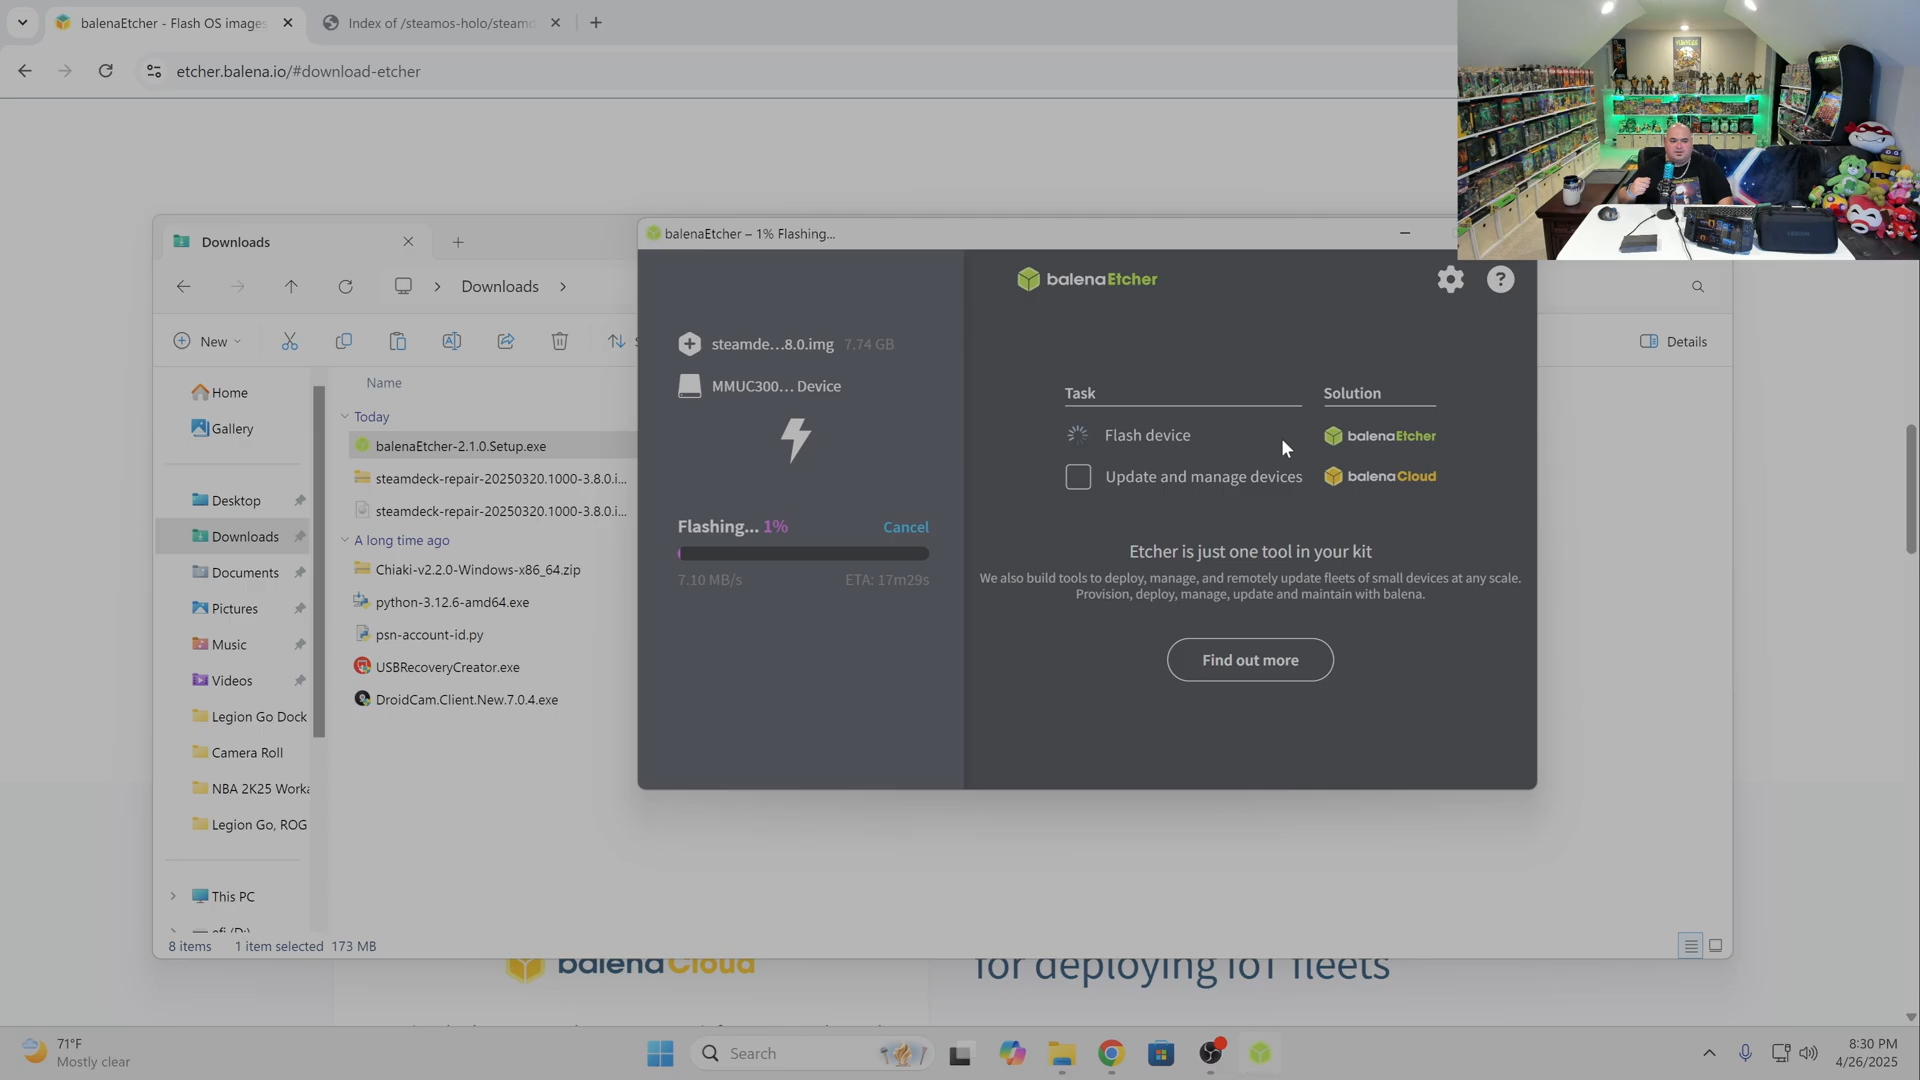 balenaEtcher - Flash OS images
Index of /steamos-holo/steamd
etcher.balena.io/#download-etcher
Downloads
balenaEtcher – 1% Flashing...
Downloads
balenaEtcher
New
Details
steamde...8.0.img 7.74 GB
MMUC300... Device
Name
Home
Today
Gallery
balenaEtcher-2.1.0.Setup.exe
steamdeck-repair-20250320.1000-3.8.0.i...
steamdeck-repair-20250320.1000-3.8.0.i...
Desktop
Downloads
A long time ago
Documents
Chiaki-v2.2.0-Windows-x86_64.zip
Pictures
python-3.12.6-amd64.exe
Music
psn-account-id.py
Videos
USBRecoveryCreator.exe
Legion Go Dock
DroidCam.Client.New.7.0.4.exe
Camera Roll
NBA 2K25 Worka
Legion Go, ROG
This PC
8 items 1 item selected 173 MB
Task Solution
Flash device balenaEtcher
Update and manage devices balenaCloud
Flashing... 1% Cancel
7.10 MB/s ETA: 17m29s
Etcher is just one tool in your kit
We also build tools to deploy, manage, and remotely update fleets of small devices at any scale.
Provision, deploy, manage, update and maintain with balena.
Find out more
balenaCloud
for deploying IoT fleets
71°F
Mostly clear
Search
8:30 PM
4/26/2025